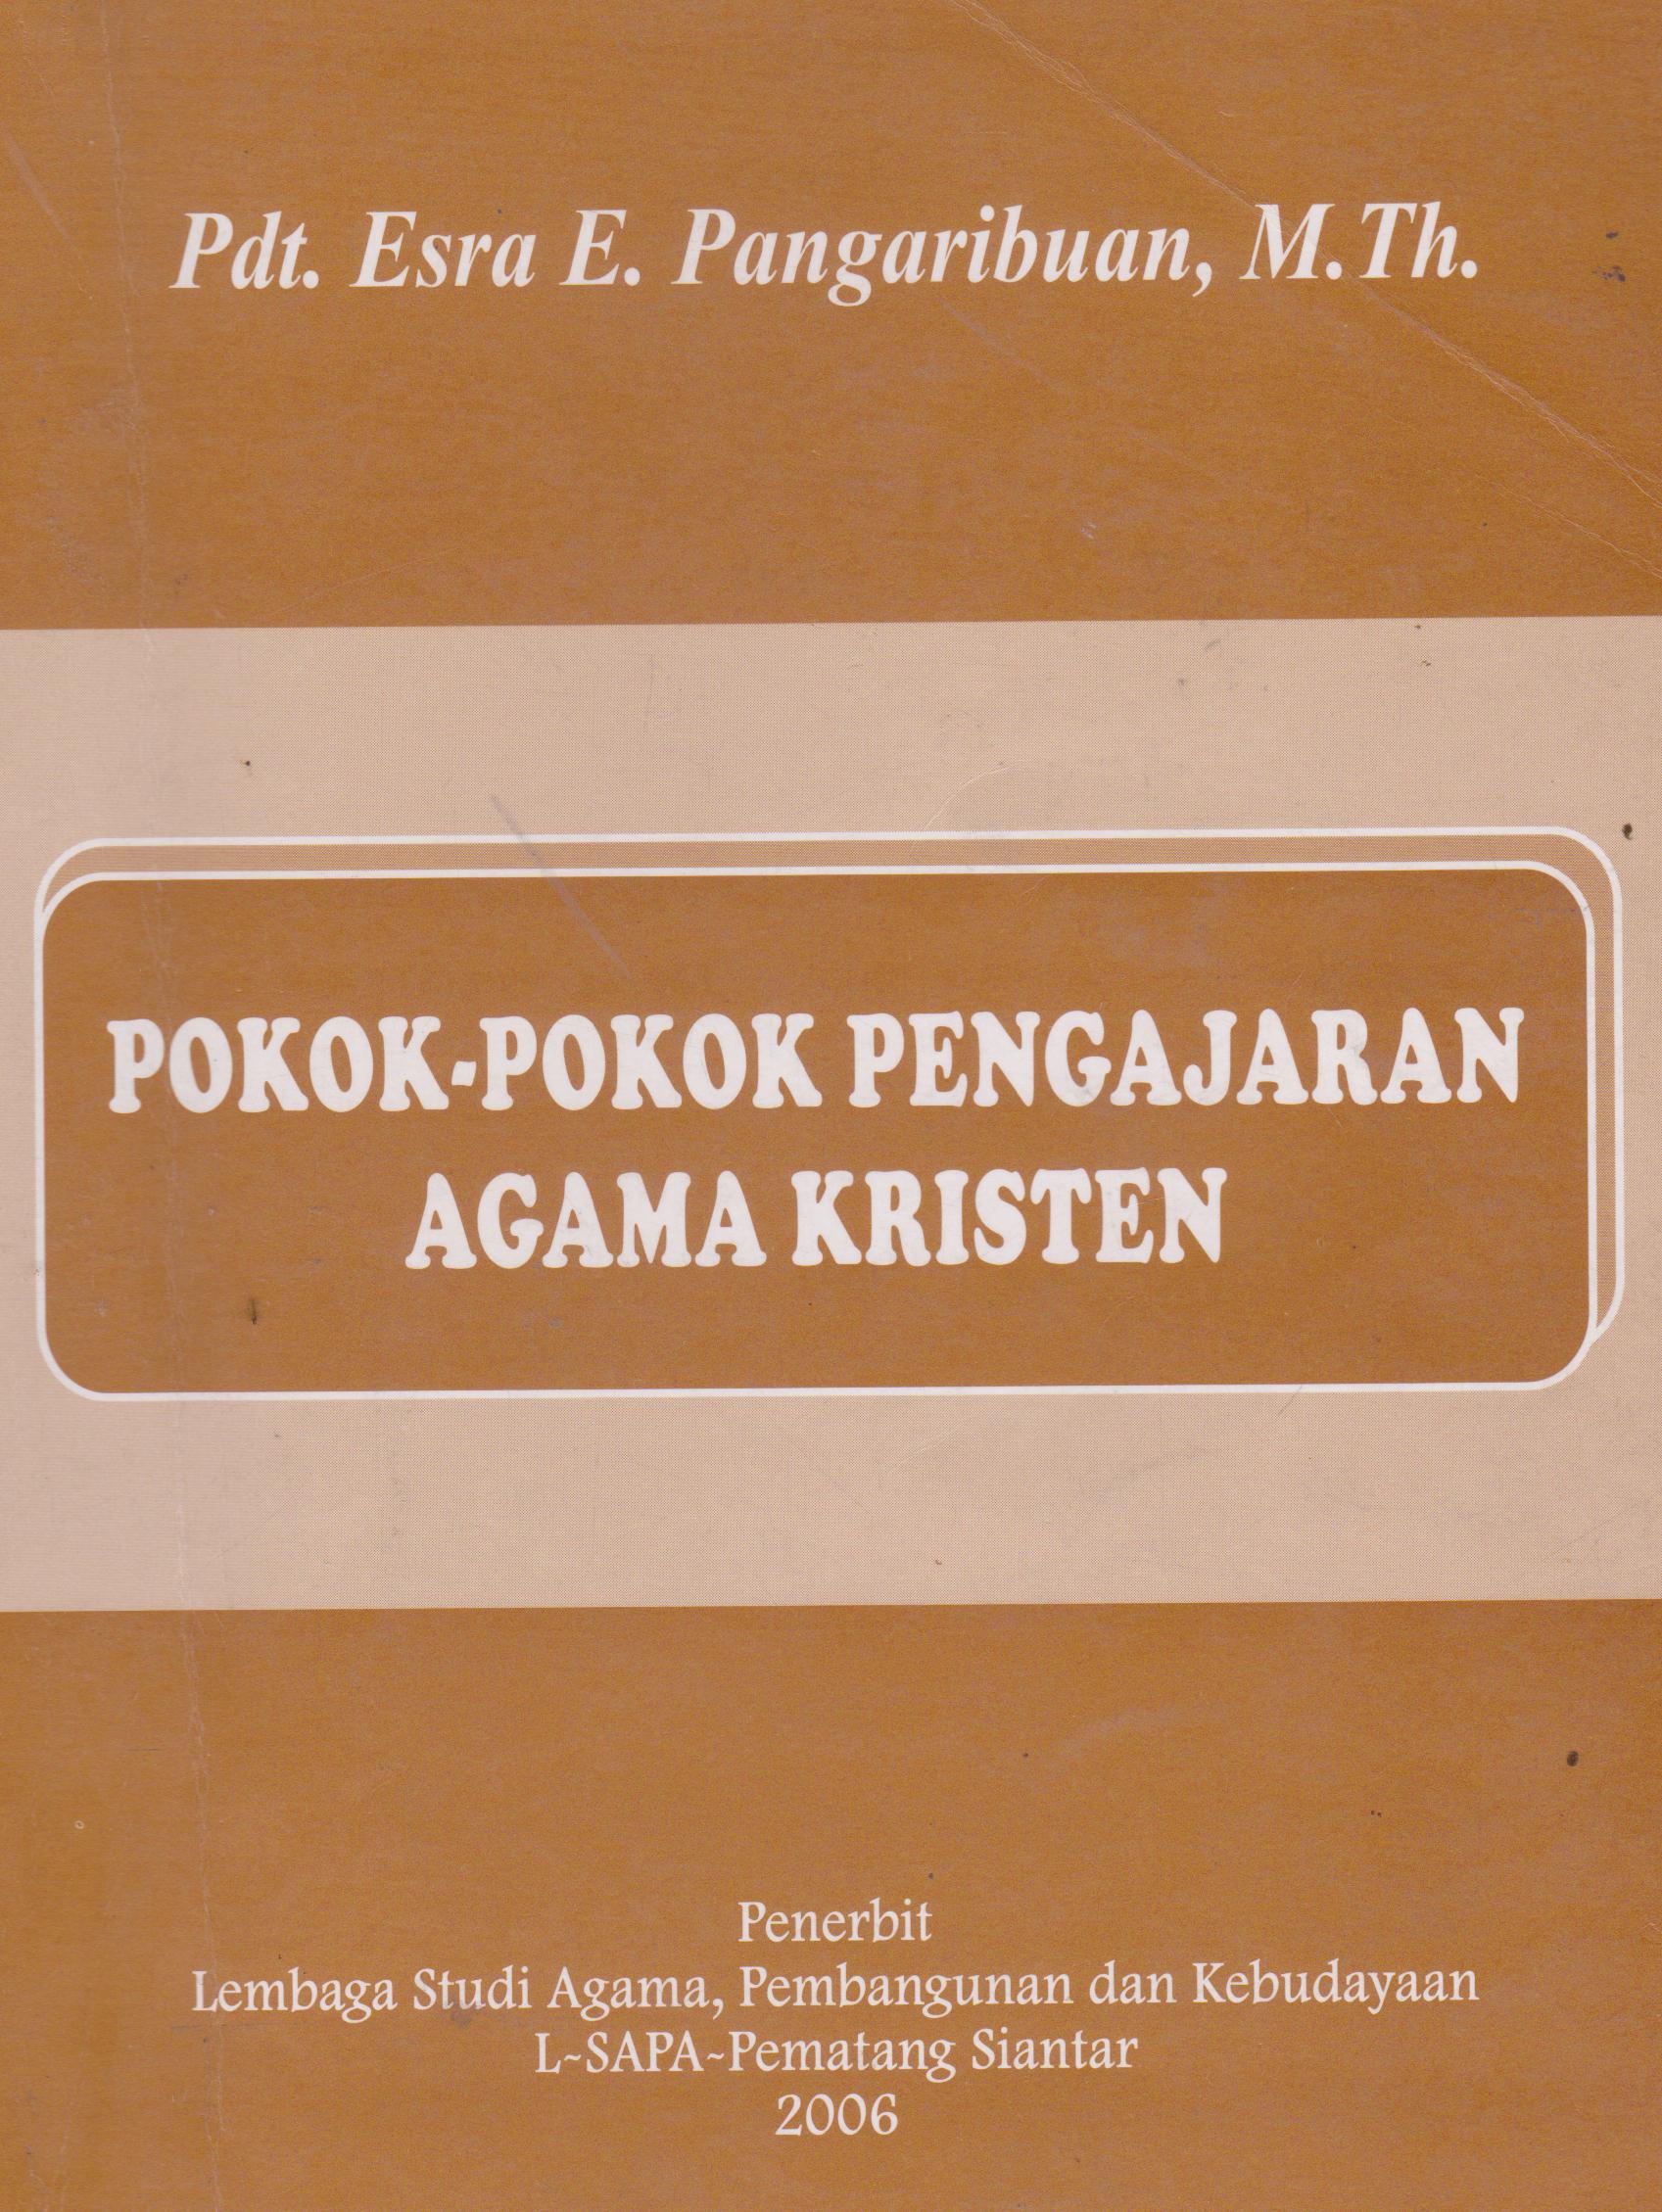 Pdt. Esra E. Pangaribuan, M.Th.
POKOK-POKOK PENGAJARAN
AGAMA KRISTEN
Penerbit
Lembaga Studi Agama, Pembangunan dan Kebudayaan
L~SAPA~Pematang Siantar
2006